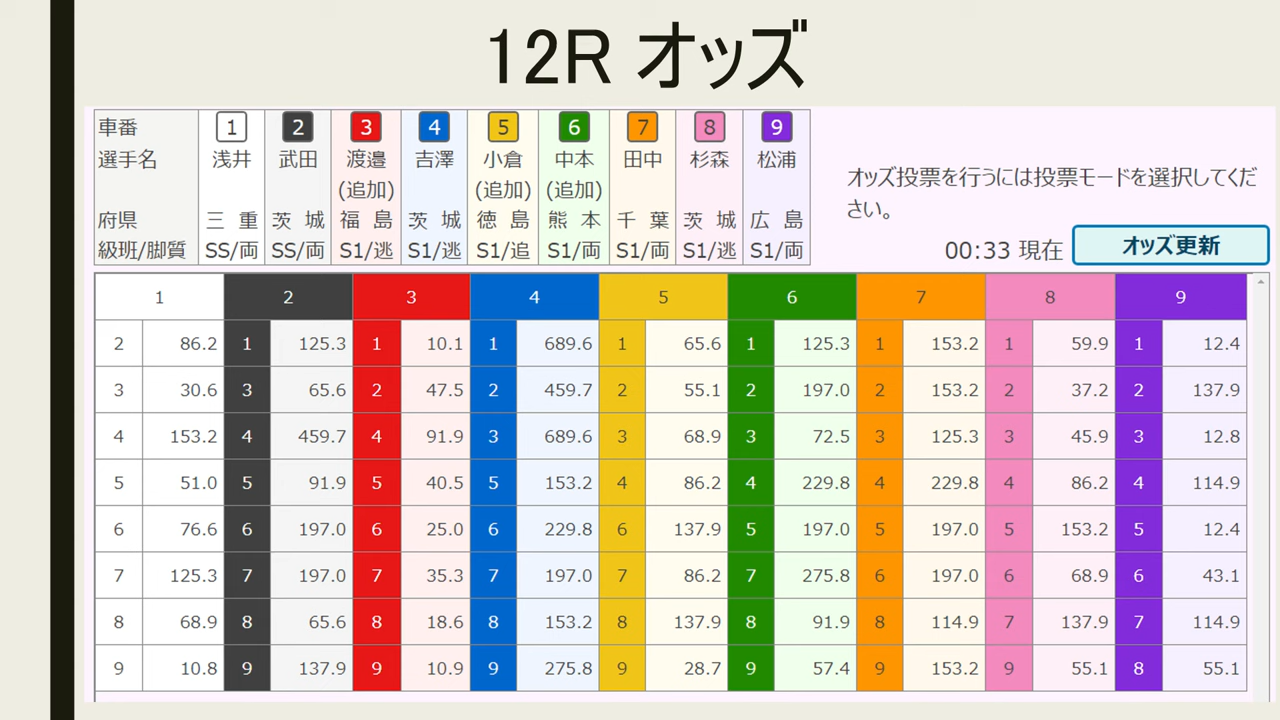 12R オッズ
車番 1 2 3 4 5 6 7 8 9
選手名 浅井 武田 渡邉 吉澤 小倉 中本 田中 杉森 松浦
(追加) (追加) (追加)
府県 三重 茨城 福島 茨城 徳島 熊本 千葉 茨城 広島
級班/脚質 SS/両 SS/両 S1/逃 S1/逃 S1/追 S1/両 S1/両 S1/逃 S1/両
オッズ投票を行うには投票モードを選択してくだ
さい。
00:33 現在 オッズ更新
1 2 3 4 5 6 7 8 9
2 86.2 1 125.3 1 10.1 1 689.6 1 65.6 1 125.3 1 153.2 1 59.9 1 12.4
3 30.6 3 65.6 2 47.5 2 459.7 2 55.1 2 197.0 2 153.2 2 37.2 2 137.9
4 153.2 4 459.7 4 91.9 3 689.6 3 68.9 3 72.5 3 125.3 3 45.9 3 12.8
5 51.0 5 91.9 5 40.5 5 153.2 4 86.2 4 229.8 4 229.8 4 86.2 4 114.9
6 76.6 6 197.0 6 25.0 6 229.8 6 137.9 5 197.0 5 197.0 5 153.2 5 12.4
7 125.3 7 197.0 7 35.3 7 197.0 7 86.2 7 275.8 6 197.0 6 68.9 6 43.1
8 68.9 8 65.6 8 18.6 8 153.2 8 137.9 8 91.9 8 114.9 7 137.9 7 114.9
9 10.8 9 137.9 9 10.9 9 275.8 9 28.7 9 57.4 9 153.2 9 55.1 8 55.1